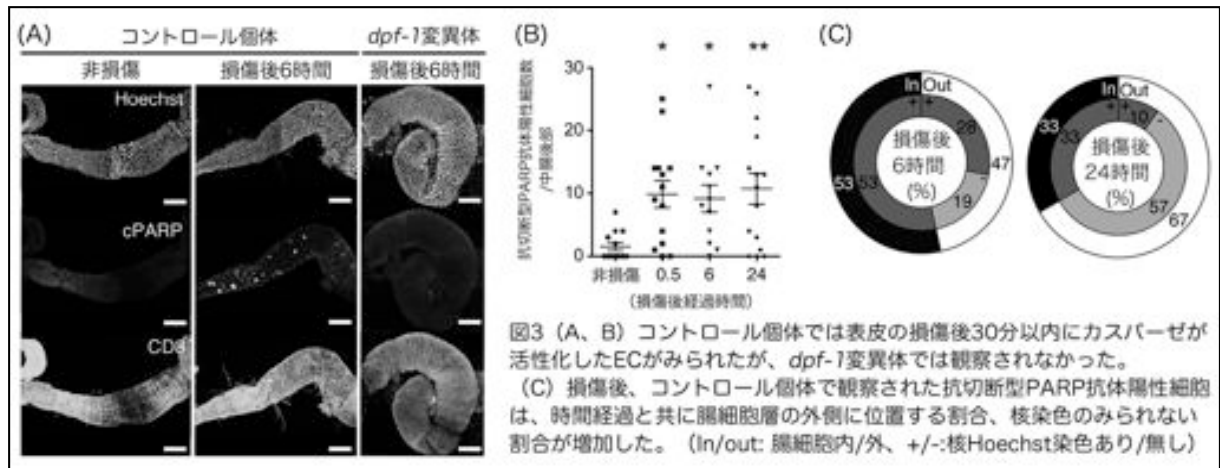 (A)
コントロール個体
dpf-1変異体
非損傷
損傷後6時間
損傷後6時間
Hoechst
cPARP
CD8
(B)
抗切断型PARP抗体陽性細胞数
/中腸後部
30
20
10
0
* * **
非損傷 0.5 6 24
(損傷後経過時間)
(C)
In Out
+ +
28
47
-
19
53
53
損傷後
6時間
(%)
In Out
+ +
10
-
33
33
57
67
損傷後
24時間
(%)
図3(A、B)コントロール個体では表皮の損傷後30分以内にカスパーゼが
活性化したECがみられたが、dpf-1変異体では観察されなかった。
(C)損傷後、コントロール個体で観察された抗切断型PARP抗体陽性細胞
は、時間経過と共に腸細胞層の外側に位置する割合、核染色のみられない
割合が増加した。(In/out: 腸細胞内/外、+/-:核Hoechst染色あり/無し)